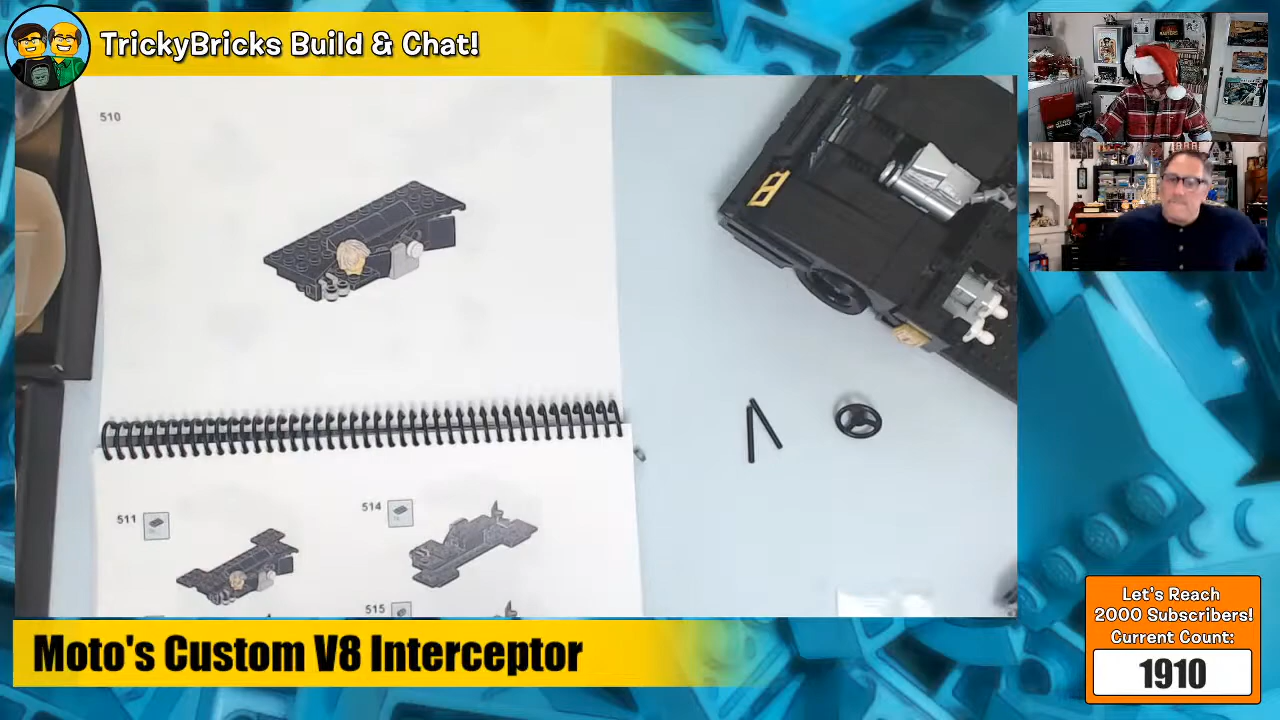 TrickyBricks Build & Chat!
510
511
514
515
Moto's Custom V8 Interceptor
Let's Reach
2000 Subscribers!
Current Count:
1910